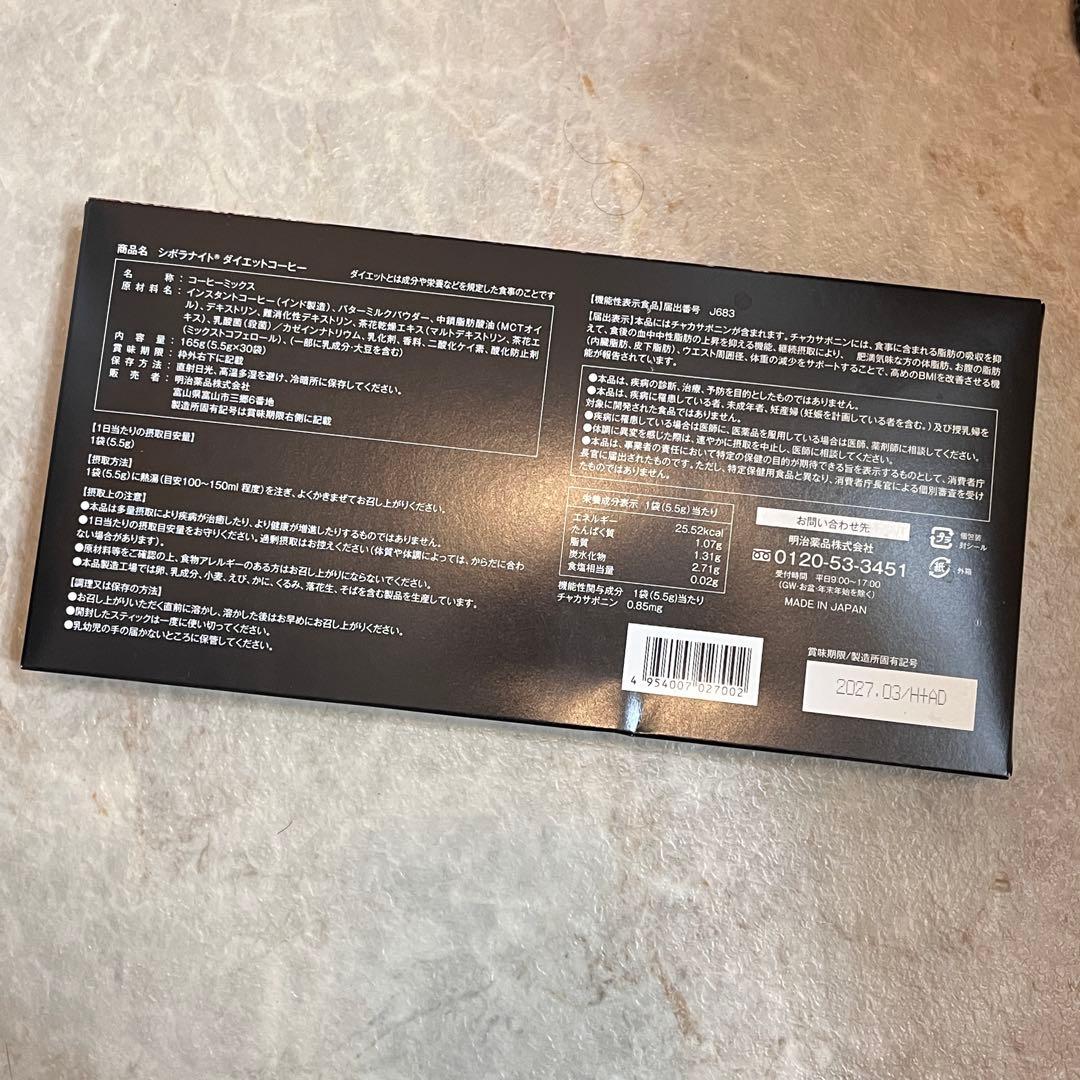 商品名 シボラナイト® ダイエットコーヒー
ダイエットとは成分や栄養などを規定した食事のことです
名称:コーヒーミックス
原材料名:インスタントコーヒー(インド製造)、バターミルクパウダー、中鎖脂肪酸油(MCTオイ
ル)、デキストリン、難消化性デキストリン、茶花乾燥エキス(マルトデキストリン、茶花エ
キス)、乳酸菌(殺菌)/カゼインナトリウム、乳化剤、香料、二酸化ケイ素、酸化防止剤
(ミックストコフェロール)、(一部に乳成分・大豆を含む)
内容量:165g(5.5g×30袋)
賞味期限:枠外右下に記載
保存方法:直射日光、高温多湿を避け、冷暗所に保存してください。
販売者:明治薬品株式会社
富山県富山市三郷6番地
製造所固有記号は賞味期限右側に記載
【1日当たりの摂取目安量】
1袋(5.5g)
【摂取方法】
1袋(5.5g)に熱湯(目安100~150ml 程度)を注ぎ、よくかきまぜてお召し上がりください。
【摂取上の注意】
●本品は多量摂取により疾病が治癒したり、より健康が増進したりするものではありません。
●1日当たりの摂取目安量をお守りください。過剰摂取はお控えください(体質や体調によっては、からだに合わ
ない場合があります)。
●原材料等をご確認の上、食物アレルギーのある方はお召し上がりにならないでください。
●本品製造工場では卵、乳成分、小麦、えび、かに、くるみ、落花生、そばを含む製品を生産しています。
【調理又は保存の方法】
●お召し上がりいただく直前に溶かし、溶かした後はお早めにお召し上がりください。
●開封したスティックは一度に使い切ってください。
●乳幼児の手の届かないところに保管してください。
【機能性表示食品】届出番号 J683
【届出表示】本品にはチャカサポニンが含まれます。チャカサポニンには、食事に含まれる脂肪の吸収を抑
えて、食後の血中中性脂肪の上昇を抑える機能、継続摂取により、 肥満気味な方の体脂肪、お腹の脂肪
(内臓脂肪、皮下脂肪)、ウエスト周囲径、体重の減少をサポートすることで、高めのBMIを改善させる機
能が報告されています。
●本品は、疾病の診断、治療、予防を目的としたものではありません。
●本品は、疾病に罹患している者、未成年者、妊産婦(妊娠を計画している者を含む。)及び授乳婦を
対象に開発された食品ではありません。
●疾病に罹患している場合は医師に、医薬品を服用している場合は医師、薬剤師に相談してください。
●体調に異変を感じた際は、速やかに摂取を中止し、医師に相談してください。
●本品は、事業者の責任において特定の保健の目的が期待できる旨を表示するものとして、消費者庁
長官に届出されたものです。ただし、特定保健用食品と異なり、消費者庁長官による個別審査を受け
たものではありません。
栄養成分表示 1袋(5.5g)当たり
エネルギー 25.52kcal
たんぱく質 1.07g
脂質 1.31g
炭水化物 2.71g
食塩相当量 0.02g
機能性関与成分 1袋(5.5g)当たり
チャカサポニン 0.85mg
お問い合わせ先
明治薬品株式会社
0120-53-3451
受付時間 平日9:00~17:00
(GW・お盆・年末年始を除く)
MADE IN JAPAN
プラ 個包装
封シール
紙 外箱
4 954007 027002
賞味期限/製造所固有記号
2027.03/H+AD